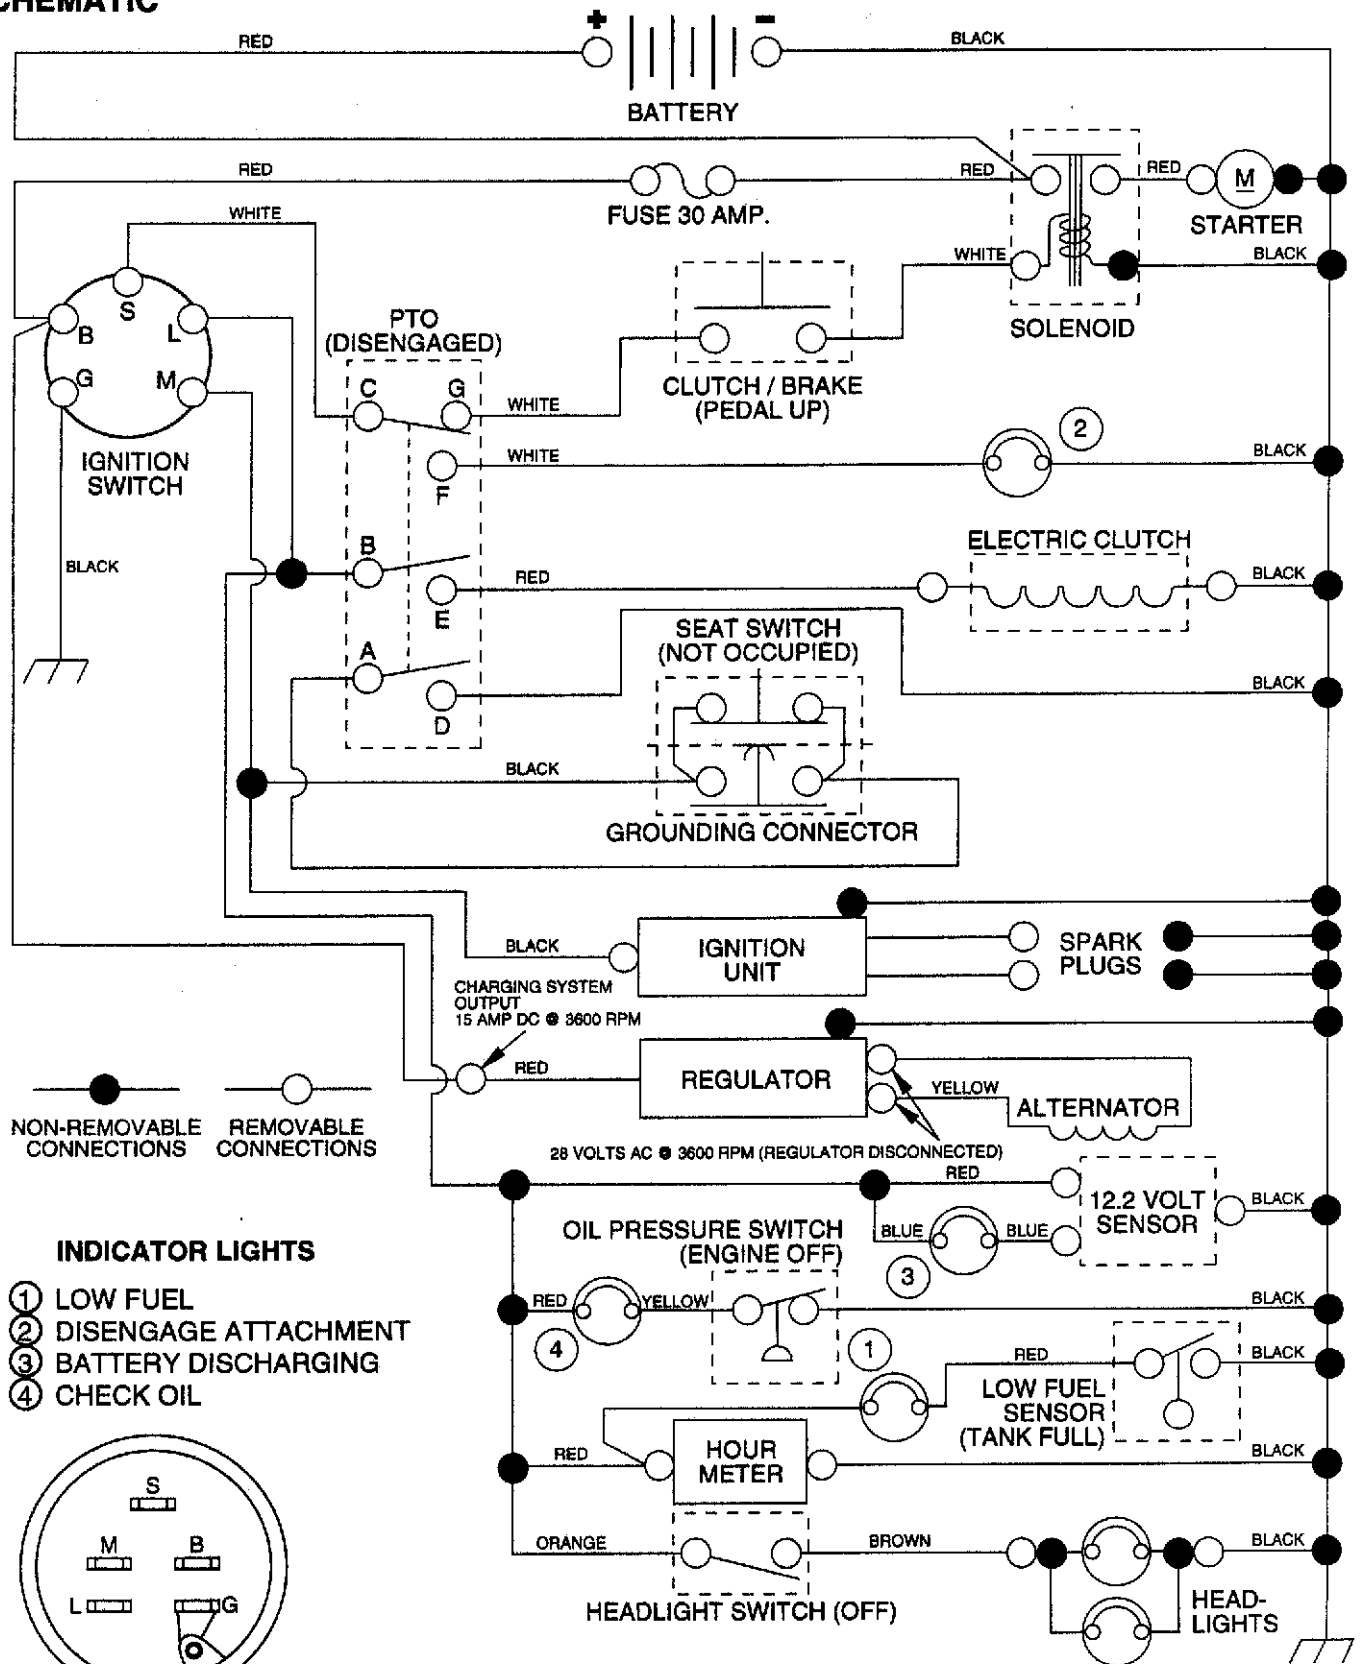 SCHEMATIC
RED
+
-
BLACK
BATTERY
RED
FUSE 30 AMP.
RED
RED
M
STARTER
WHITE
WHITE
BLACK
SOLENOID
S
B
L
G
M
IGNITION
SWITCH
PTO
(DISENGAGED)
C
G
WHITE
CLUTCH / BRAKE
(PEDAL UP)
F
WHITE
2
BLACK
BLACK
B
E
RED
ELECTRIC CLUTCH
BLACK
A
D
SEAT SWITCH
(NOT OCCUPIED)
BLACK
BLACK
GROUNDING CONNECTOR
BLACK
IGNITION
UNIT
SPARK
PLUGS
CHARGING SYSTEM
OUTPUT
15 AMP DC @ 3600 RPM
RED
REGULATOR
YELLOW
ALTERNATOR
28 VOLTS AC @ 3600 RPM (REGULATOR DISCONNECTED)
NON-REMOVABLE
CONNECTIONS
REMOVABLE
CONNECTIONS
RED
12.2 VOLT
SENSOR
BLACK
BLUE
BLUE
3
OIL PRESSURE SWITCH
(ENGINE OFF)
RED
YELLOW
4
BLACK
INDICATOR LIGHTS
1 LOW FUEL
2 DISENGAGE ATTACHMENT
3 BATTERY DISCHARGING
4 CHECK OIL
1
RED
BLACK
LOW FUEL
SENSOR
(TANK FULL)
RED
HOUR
METER
BLACK
ORANGE
BROWN
BLACK
HEADLIGHT SWITCH (OFF)
HEAD-
LIGHTS
S
M
B
L
G